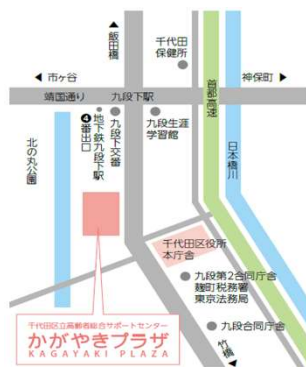 ▲飯田橋
千代田
保健所
◀ 市ヶ谷
首都高速
神保町 ▶
靖国通り
九段下駅
北の丸公園
地下鉄九段下駅
❹番出口
九段下交番
九段生涯
学習館
日本橋川
千代田区役所
本庁舎
九段第2合同庁舎
麹町税務署
東京法務局
九段合同庁舎
竹橋▼
千代田区立高齢者総合サポートセンター
かがやきプラザ
KAGAYAKI PLAZA